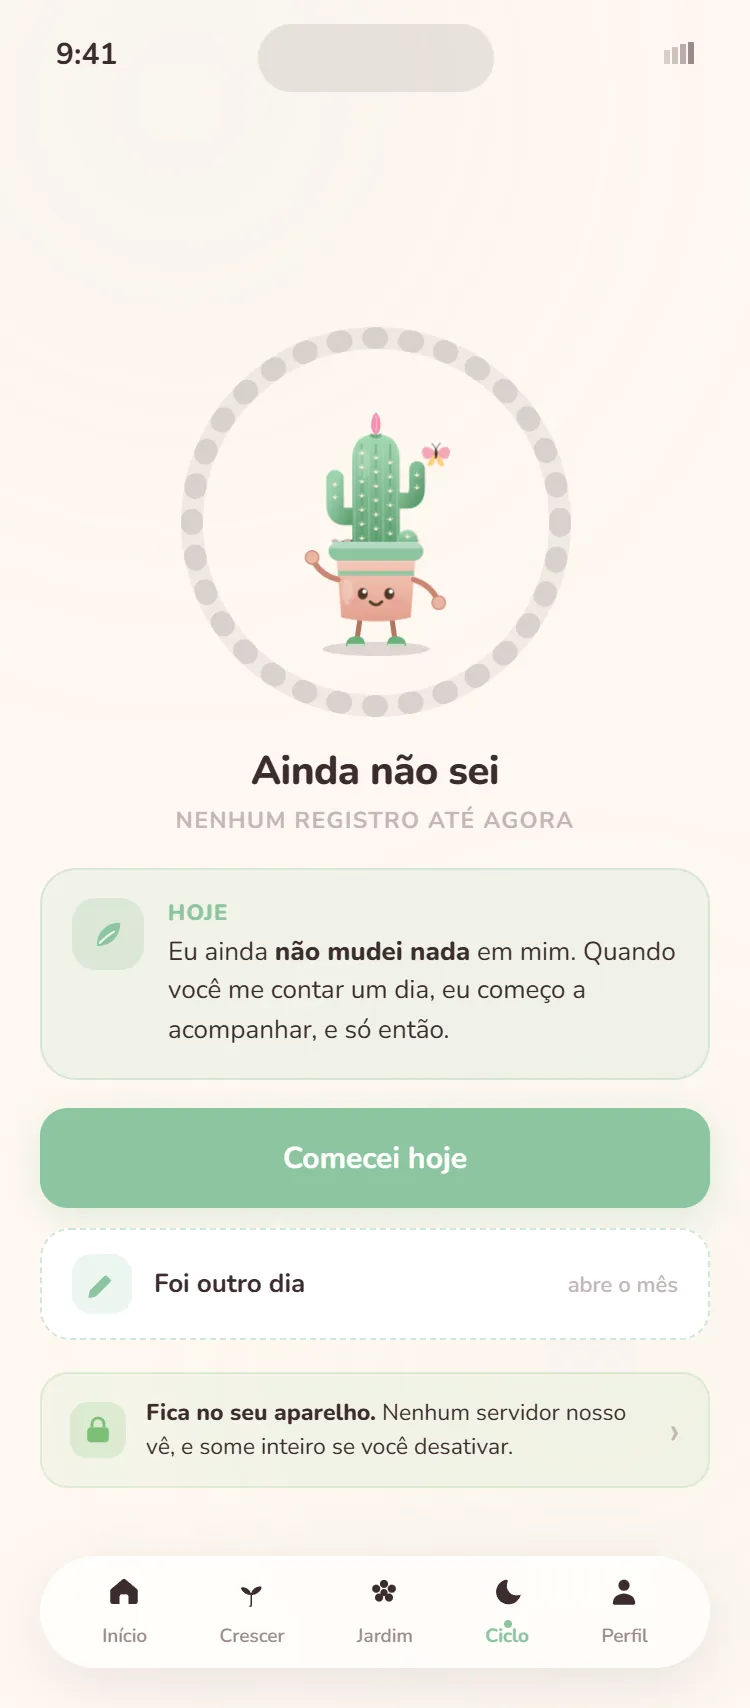 9:41
Ainda não sei
NENHUM REGISTRO ATÉ AGORA
HOJE
Eu ainda não mudei nada em mim. Quando
você me contar um dia, eu começo a
acompanhar, e só então.
Comecei hoje
Foi outro dia
abre o mês
Fica no seu aparelho. Nenhum servidor nosso
vê, e some inteiro se você desativar.
Início
Crescer
Jardim
Ciclo
Perfil